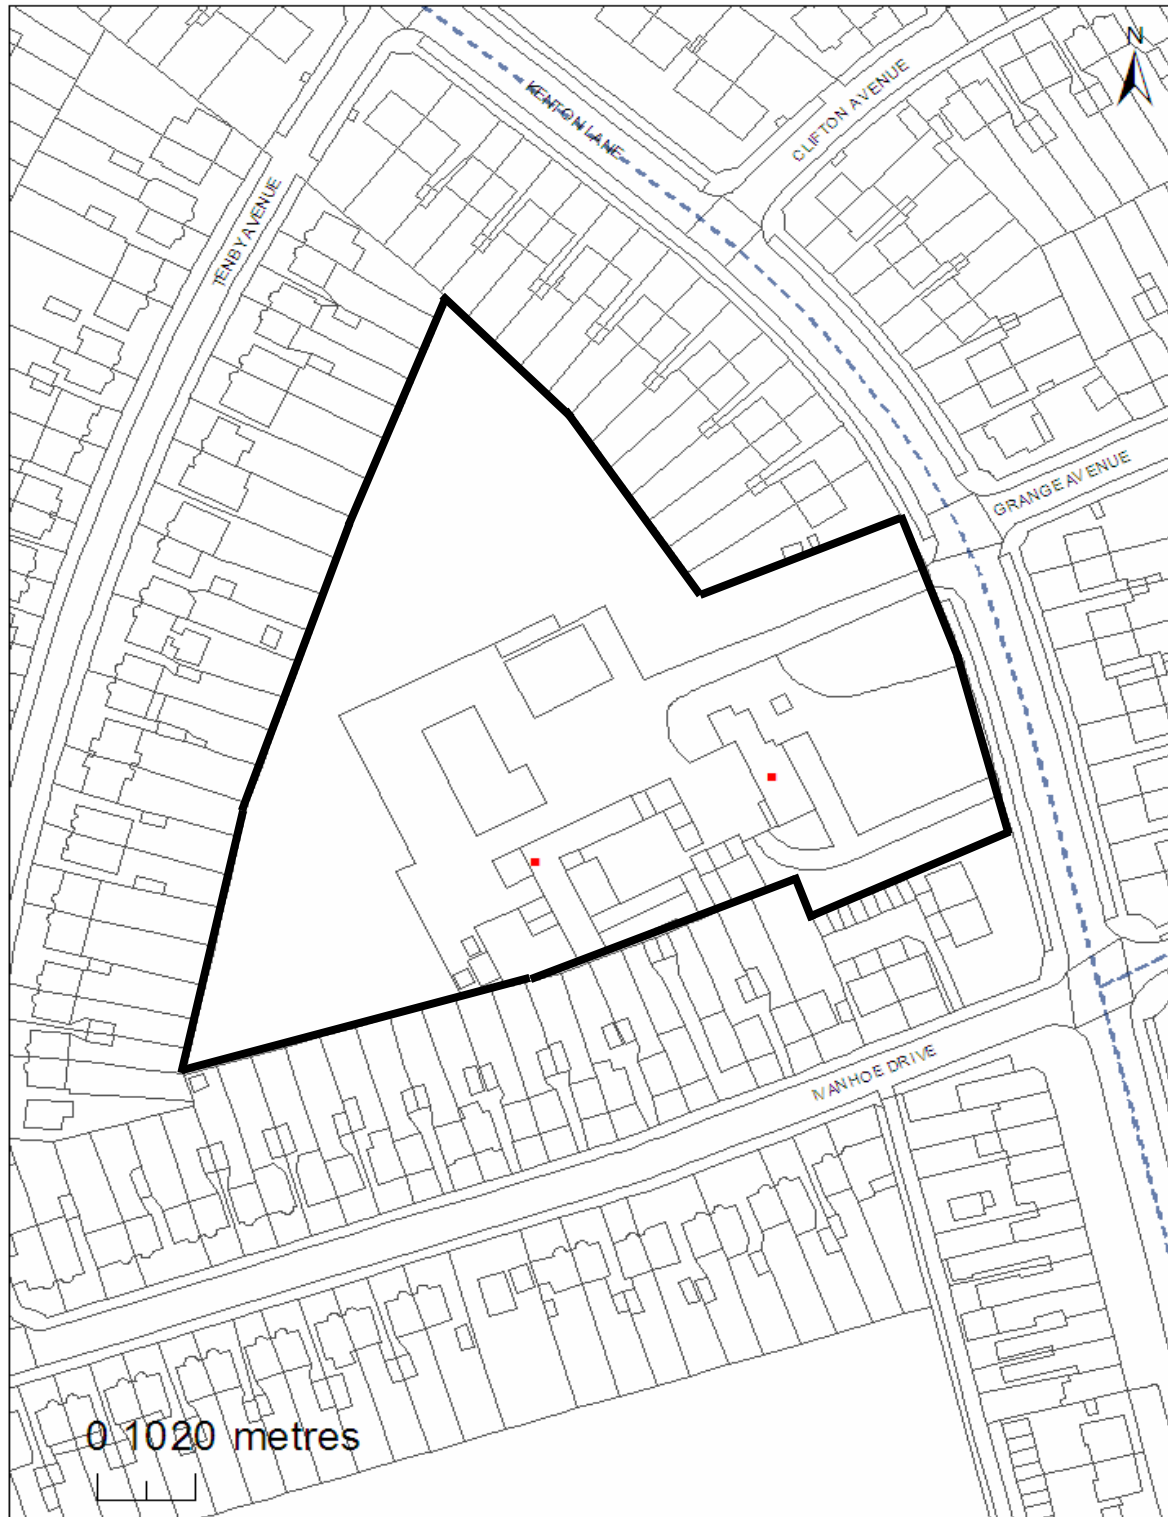 N
KENTON LANE
CLIFTON AVENUE
TENBY AVENUE
GRANGE AVENUE
IVANHOE DRIVE
0 10 20 metres